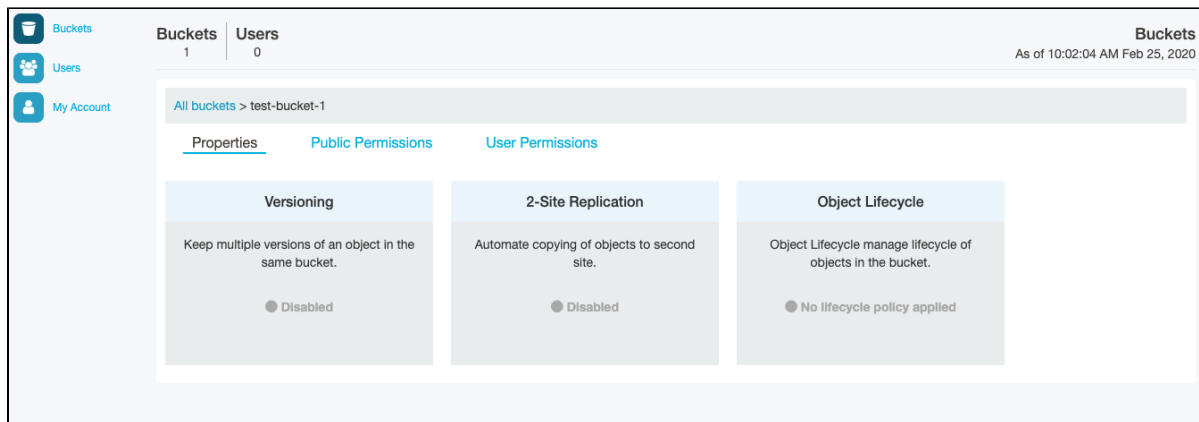 Buckets
Users
My Account
Buckets Users
1 0
Buckets
As of 10:02:04 AM Feb 25, 2020
All buckets > test-bucket-1
Properties Public Permissions User Permissions
Versioning
Keep multiple versions of an object in the
same bucket.
Disabled
2-Site Replication
Automate copying of objects to second
site.
Disabled
Object Lifecycle
Object Lifecycle manage lifecycle of
objects in the bucket.
No lifecycle policy applied